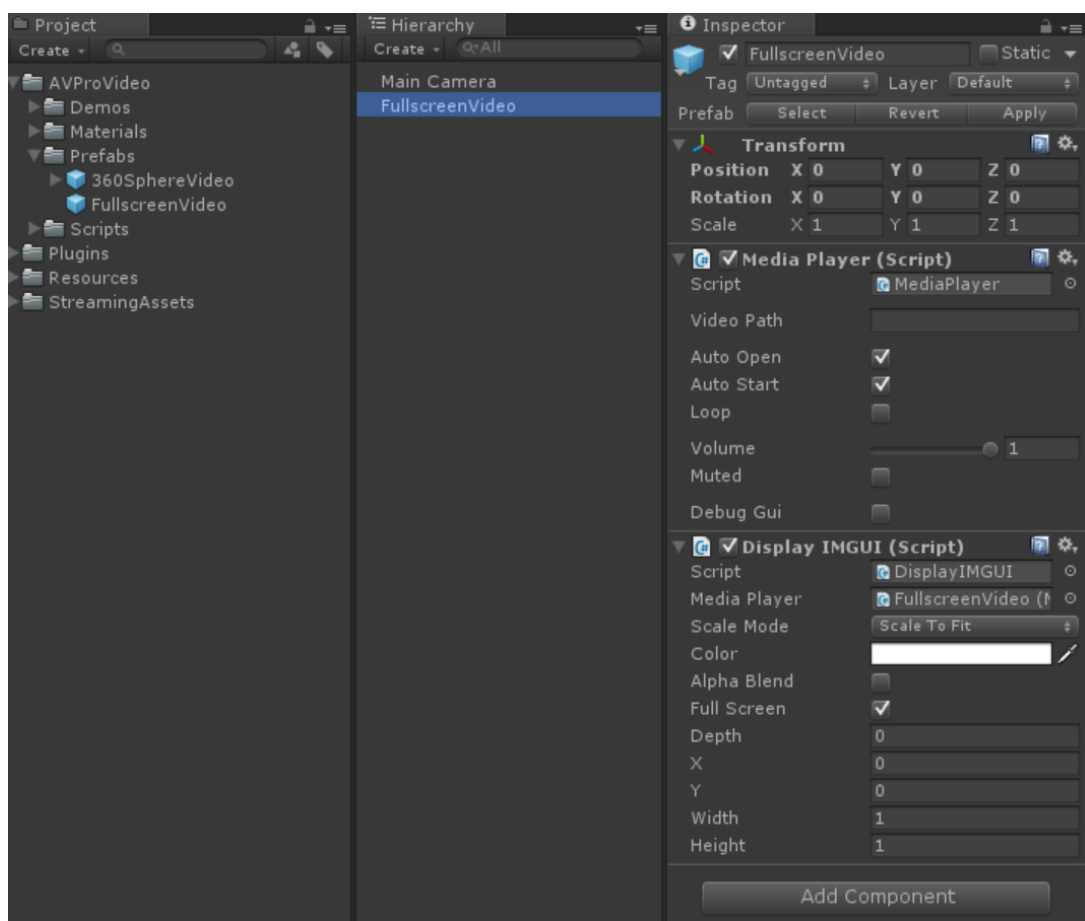 Project
Create
AVProVideo
Demos
Materials
Prefabs
360SphereVideo
FullscreenVideo
Scripts
Plugins
Resources
StreamingAssets
Hierarchy
Create All
Main Camera
FullscreenVideo
Inspector
FullscreenVideo Static
Tag Untagged Layer Default
Prefab Select Revert Apply
Transform
Position X 0 Y 0 Z 0
Rotation X 0 Y 0 Z 0
Scale X 1 Y 1 Z 1
Media Player (Script)
Script MediaPlayer
Video Path
Auto Open
Auto Start
Loop
Volume 1
Muted
Debug Gui
Display IMGUI (Script)
Script DisplayIMGUI
Media Player FullscreenVideo (M
Scale Mode Scale To Fit
Color
Alpha Blend
Full Screen
Depth 0
X 0
Y 0
Width 1
Height 1
Add Component